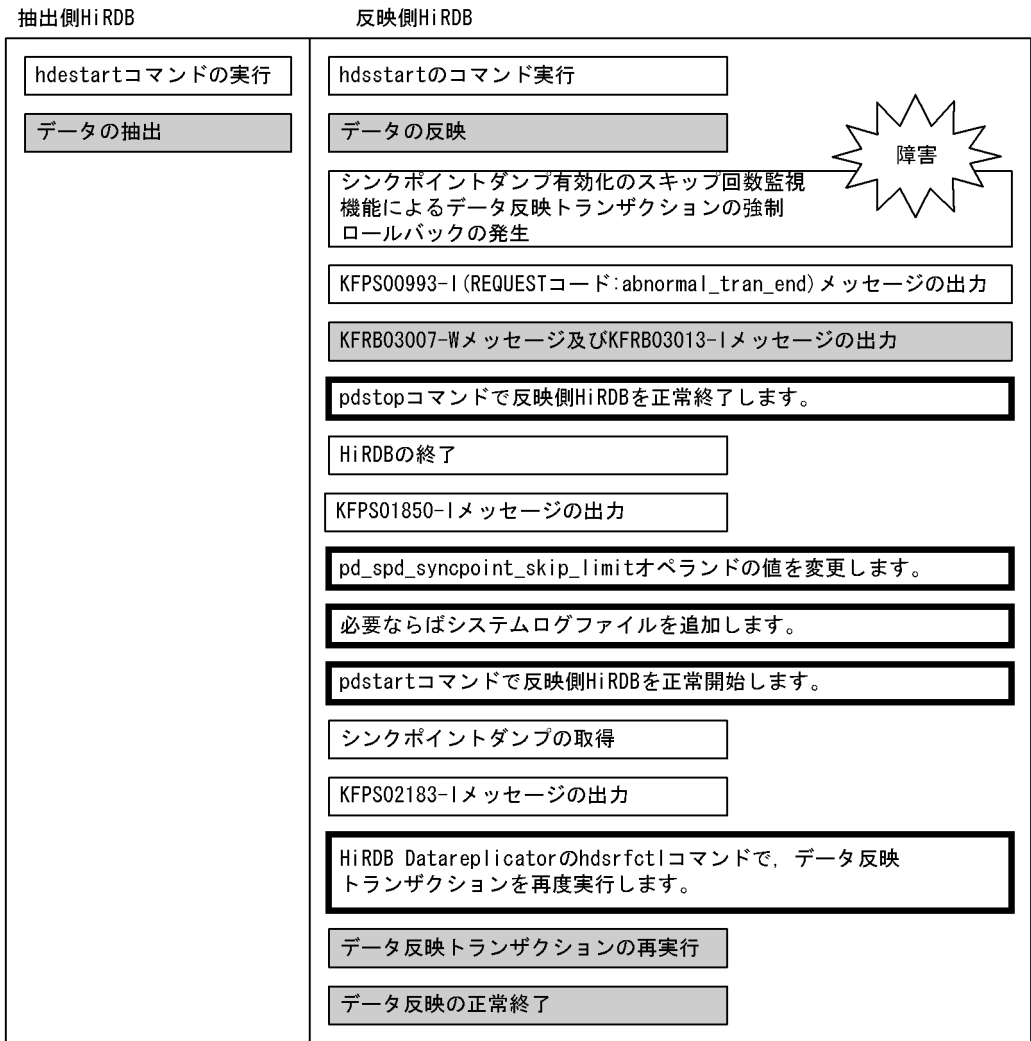 抽出側HiRDB
反映側HiRDB
hdestartコマンドの実行
hdsstartのコマンド実行
データの抽出
データの反映
障害
シンクポイントダンプ有効化のスキップ回数監視
機能によるデータ反映トランザクションの強制
ロールバックの発生
KFPS00993-I(REQUESTコード:abnormal_tran_end)メッセージの出力
KFRB03007-Wメッセージ及びKFRB03013-Iメッセージの出力
pdstopコマンドで反映側HiRDBを正常終了します。
HiRDBの終了
KFPS01850-Iメッセージの出力
pd_spd_syncpoint_skip_limitオペランドの値を変更します。
必要ならばシステムログファイルを追加します。
pdstartコマンドで反映側HiRDBを正常開始します。
シンクポイントダンプの取得
KFPS02183-Iメッセージの出力
HiRDB Datareplicatorのhdsrfctlコマンドで，データ反映
トランザクションを再度実行します。
データ反映トランザクションの再実行
データ反映の正常終了